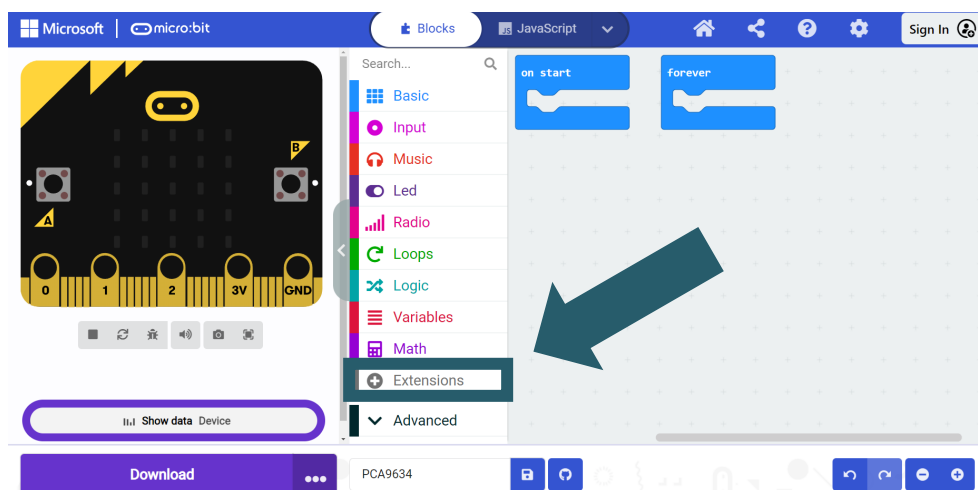 Microsoft micro:bit Blocks JS JavaScript Sign In
Search...
Basic
Input
Music
Led
Radio
Loops
Logic
Variables
Math
Extensions
Advanced
on start
forever
B
A
0 1 2 3V GND
Show data Device
Download
PCA9634